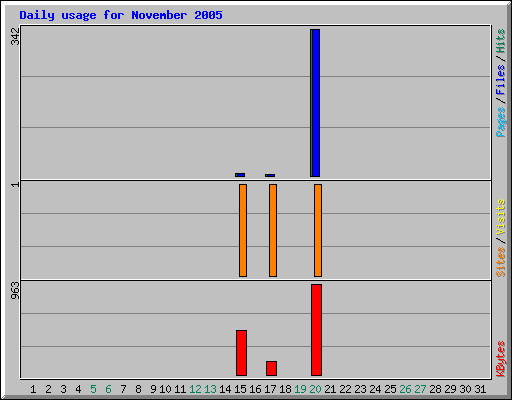 Daily usage for November 2005
342
Pages / Files / Hits
1
Sites / Visits
963
KBytes
1 2 3 4 5 6 7 8 9 10 11 12 13 14 15 16 17 18 19 20 21 22 23 24 25 26 27 28 29 30 31